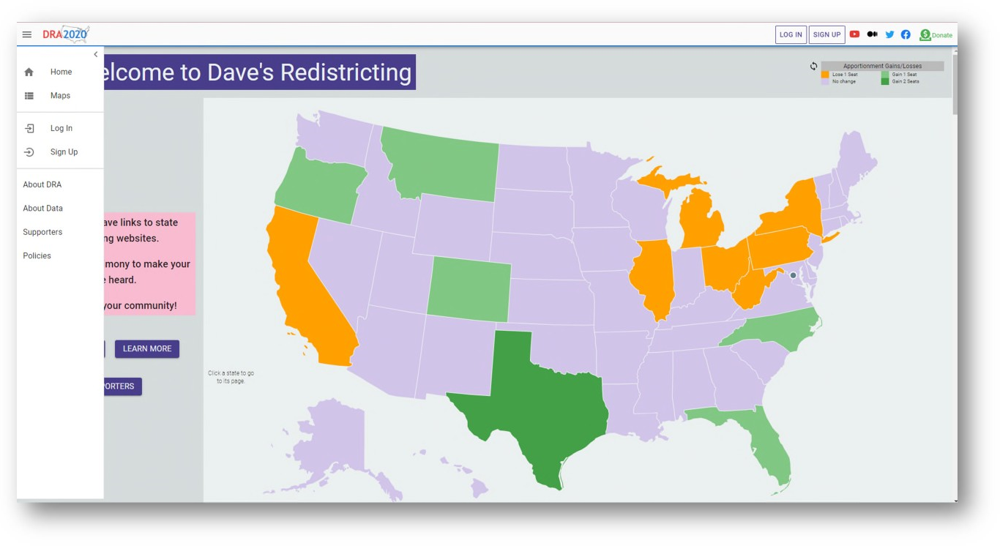 DRA2020
LOG IN
SIGN UP
Donate
Home
Maps
Log In
Sign Up
About DRA
About Data
Supporters
Policies
elcome to Dave's Redistricting
ave links to state
ng websites.
mony to make your
heard.
your community!
LEARN MORE
PORTERS
Click a state to go
to its page.
Apportionment Gains/Losses
Lose 1 Seat
Gain 1 Seat
No change
Gain 2 Seats